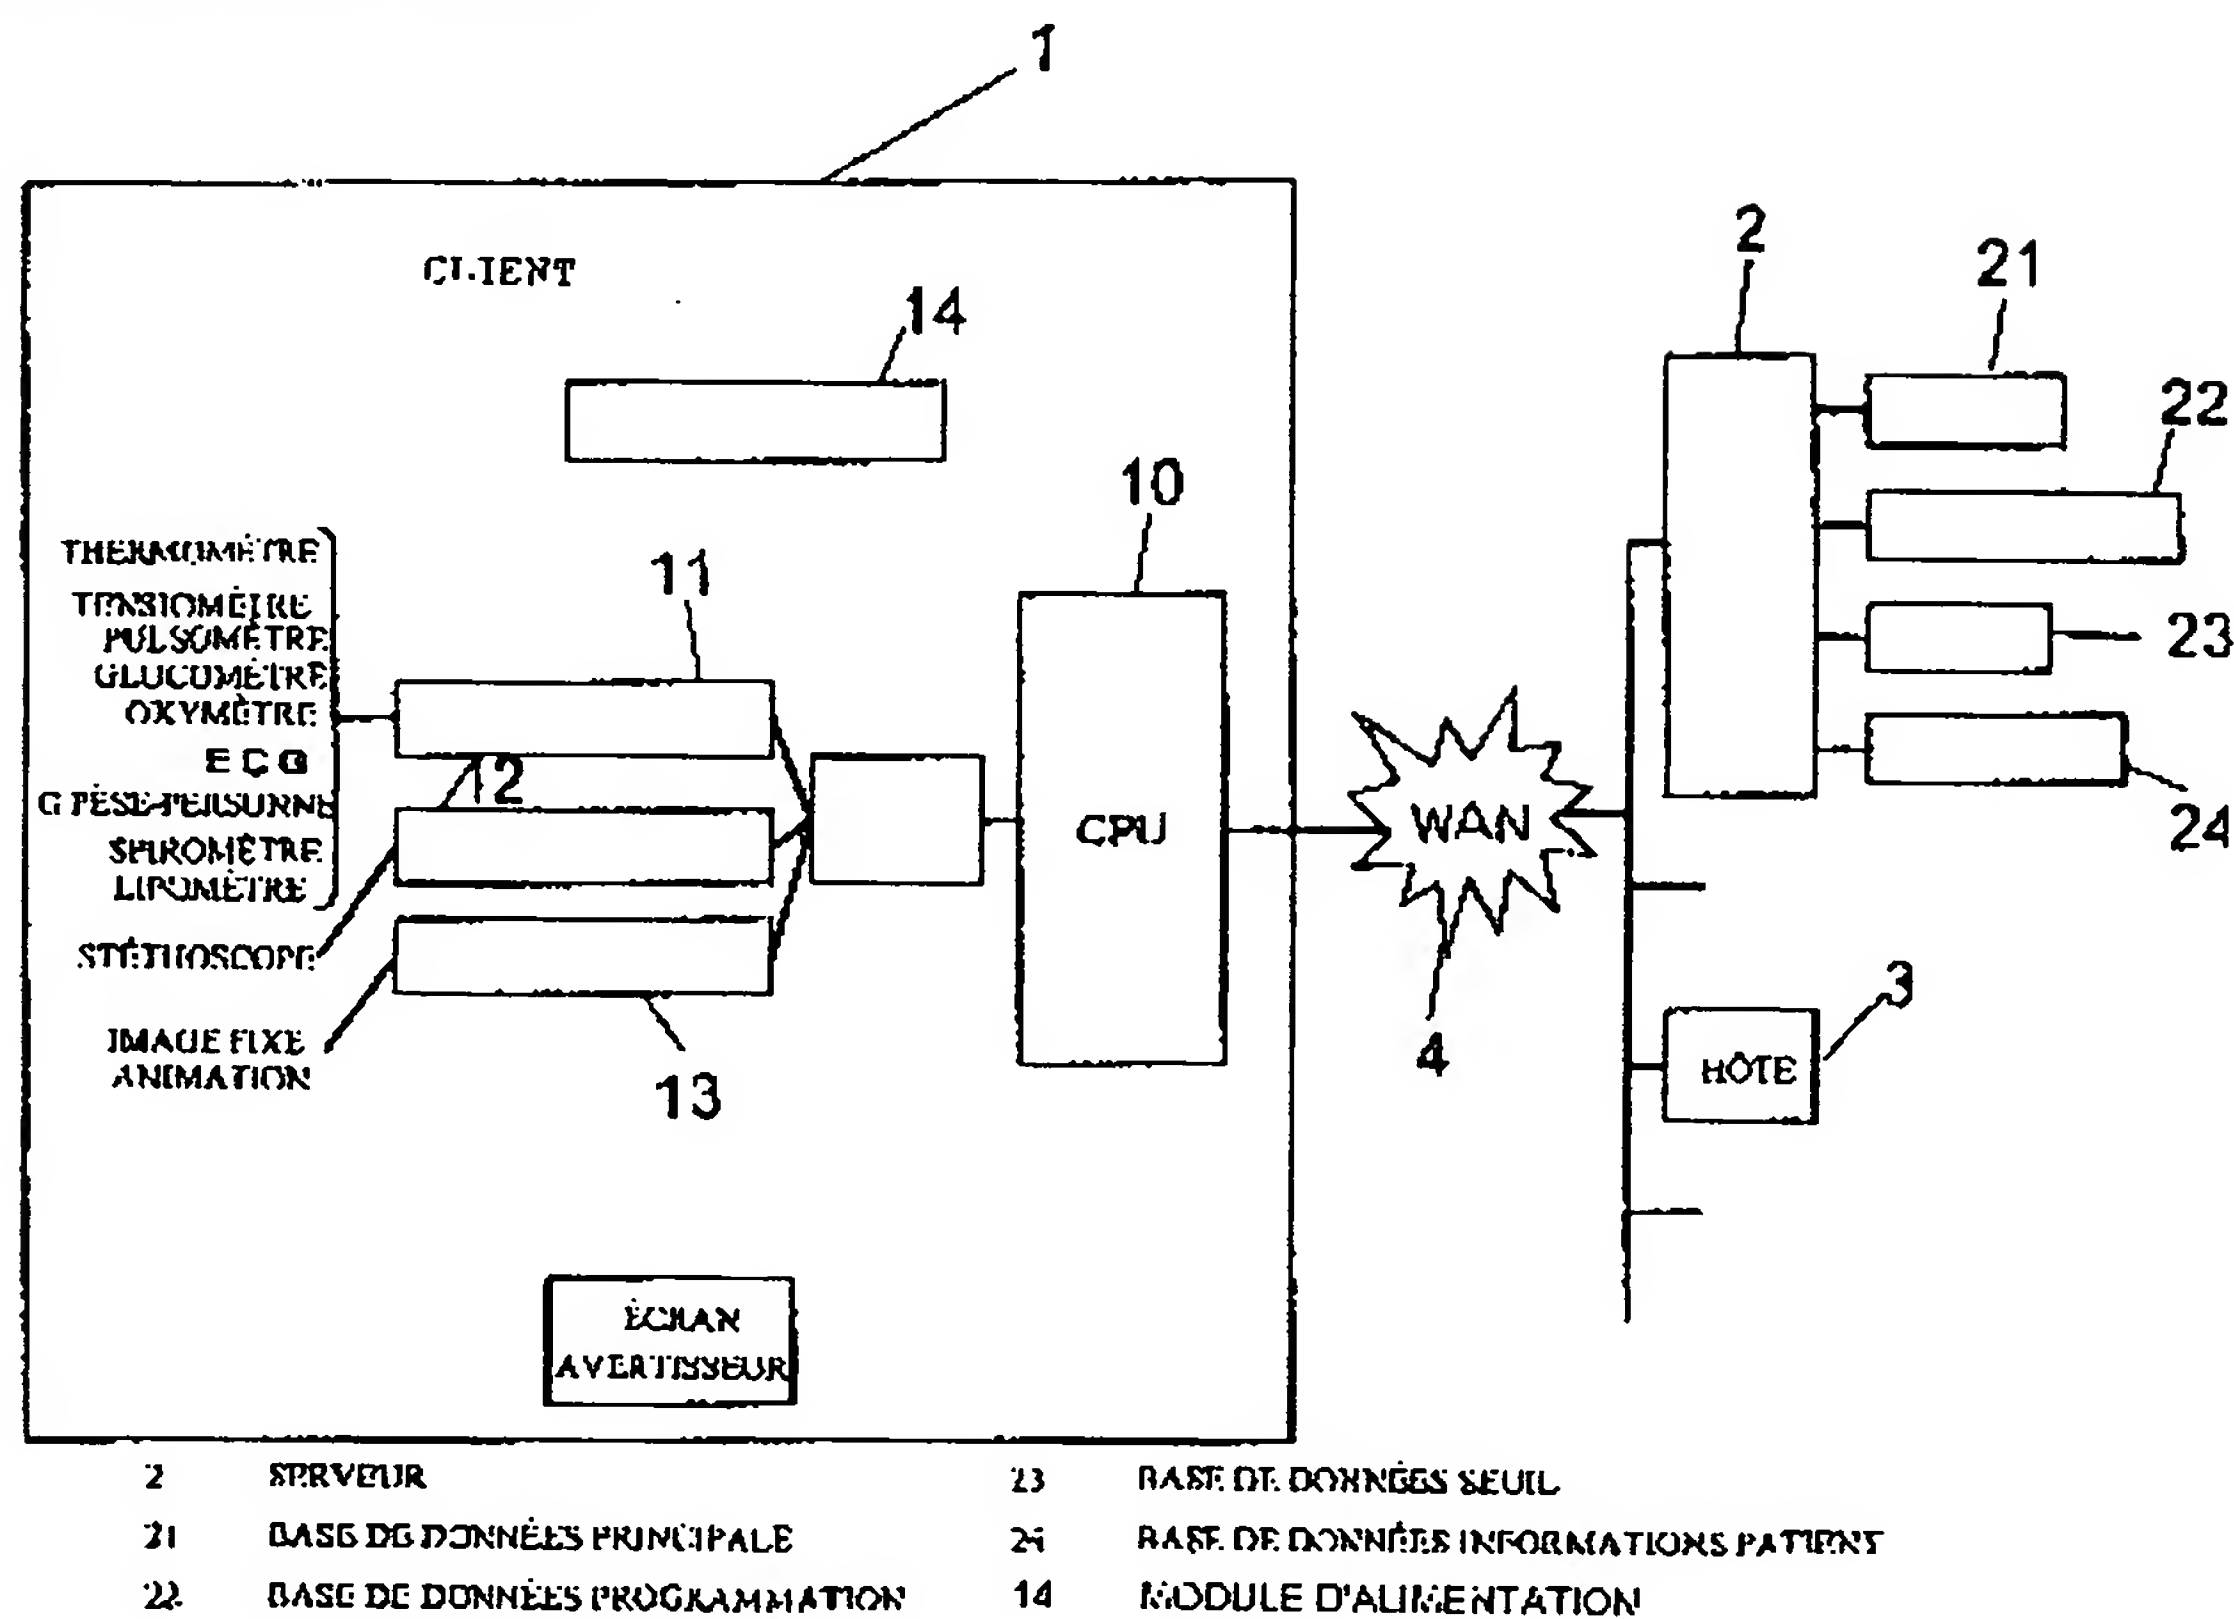 1
CLIENT
14
2
21
22
10
THERMOMÈTRE
TENSIOMÈTRE
PULSOMÈTRE
GLUCOMÈTRE
OXYMÈTRE
E C G
PÈSE-PERSONNE
SPIROMÈTRE
LIPOMÈTRE
STÉTHOSCOPE
IMAGE FIXE
ANIMATION
11
12
13
CPU
WAN
4
23
24
3
HÔTE
ÉCRAN
AVERTISSEUR
2 SERVEUR
21 BASE DE DONNÉES PRINCIPALE
22 BASE DE DONNÉES PROGRAMMATION
23 BASE DE DONNÉES SEUIL
24 BASE DE DONNÉES INFORMATIONS PATIENT
14 MODULE D'ALIMENTATION